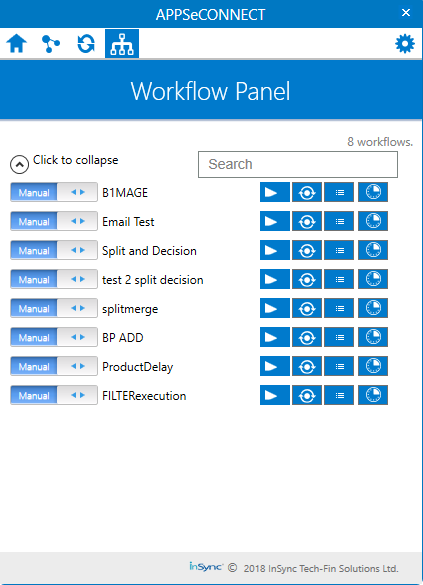 APPSeCONNECT
Workflow Panel
8 workflows.
Click to collapse
Search
Manual B1MAGE
Manual Email Test
Manual Split and Decision
Manual test 2 split decision
Manual splitmerge
Manual BP ADD
Manual ProductDelay
Manual FILTERexecution
inSync © 2018 InSync Tech-Fin Solutions Ltd.